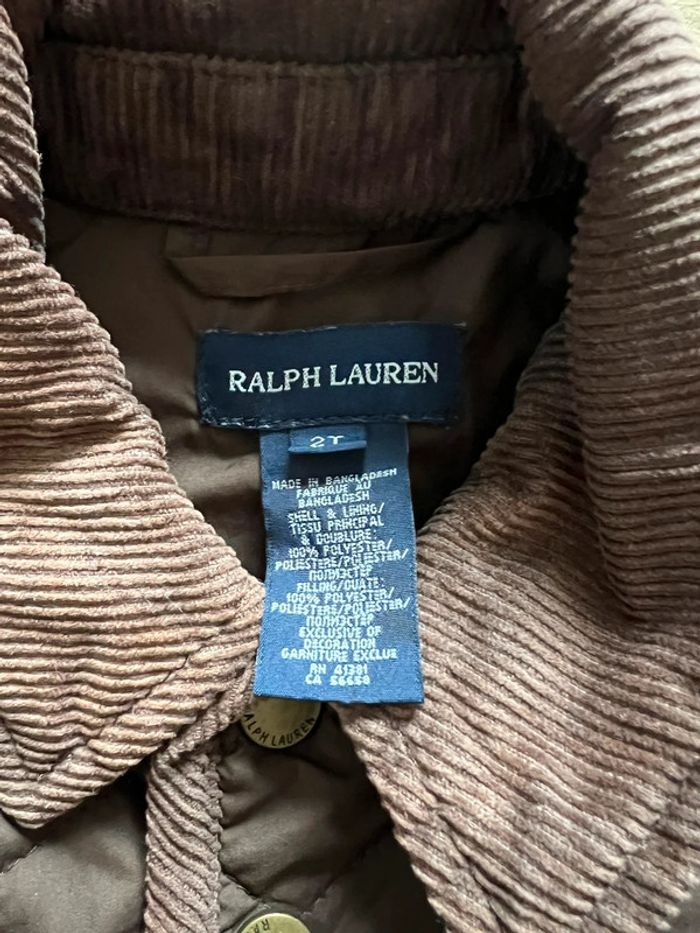 RALPH LAUREN
2T
MADE IN BANGLADESH
FABRIQUE AU
BANGLADESH
SHELL & LINING/
TISSU PRINCIPAL
& DOUBLURE:
100% POLYESTER/
POLIESTERE/POLIESTER/
ПОЛИЭСТЕР
FILLING/OUATE:
100% POLYESTER/
POLIESTERE/POLIESTER/
ПОЛИЭСТЕР
EXCLUSIVE OF
DECORATION
GARNITURE EXCLUE
RN 41381
CA 56658
ALPH LAUREN